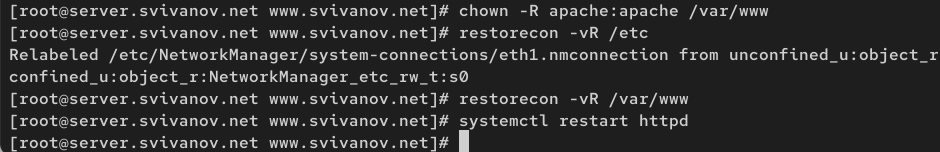 [root@server.svivanov.net www.svivanov.net]# chown -R apache:apache /var/www
[root@server.svivanov.net www.svivanov.net]# restorecon -vR /etc
Relabeled /etc/NetworkManager/system-connections/eth1.nmconnection from unconfined_u:object_r
confined_u:object_r:NetworkManager_etc_rw_t:s0
[root@server.svivanov.net www.svivanov.net]# restorecon -vR /var/www
[root@server.svivanov.net www.svivanov.net]# systemctl restart httpd
[root@server.svivanov.net www.svivanov.net]#